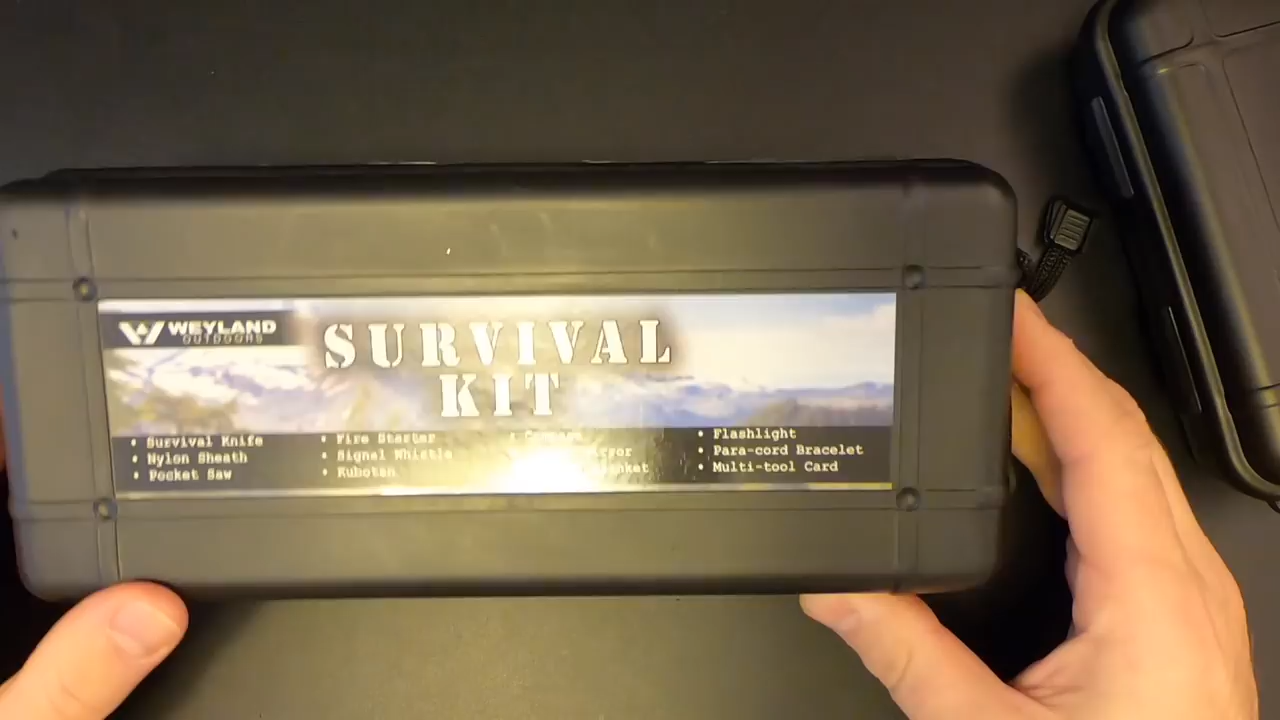 WEYLAND
OUTDOORS
SURVIVAL
KIT
• Survival Knife
• Nylon Sheath
• Pocket Saw
• Fire Starter
• Signal Whistle
• Kubotan
• Flashlight
• Para-cord Bracelet
• Multi-tool Card